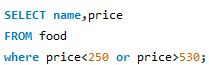 SELECT name,price
FROM food
where price<250 or price>530;